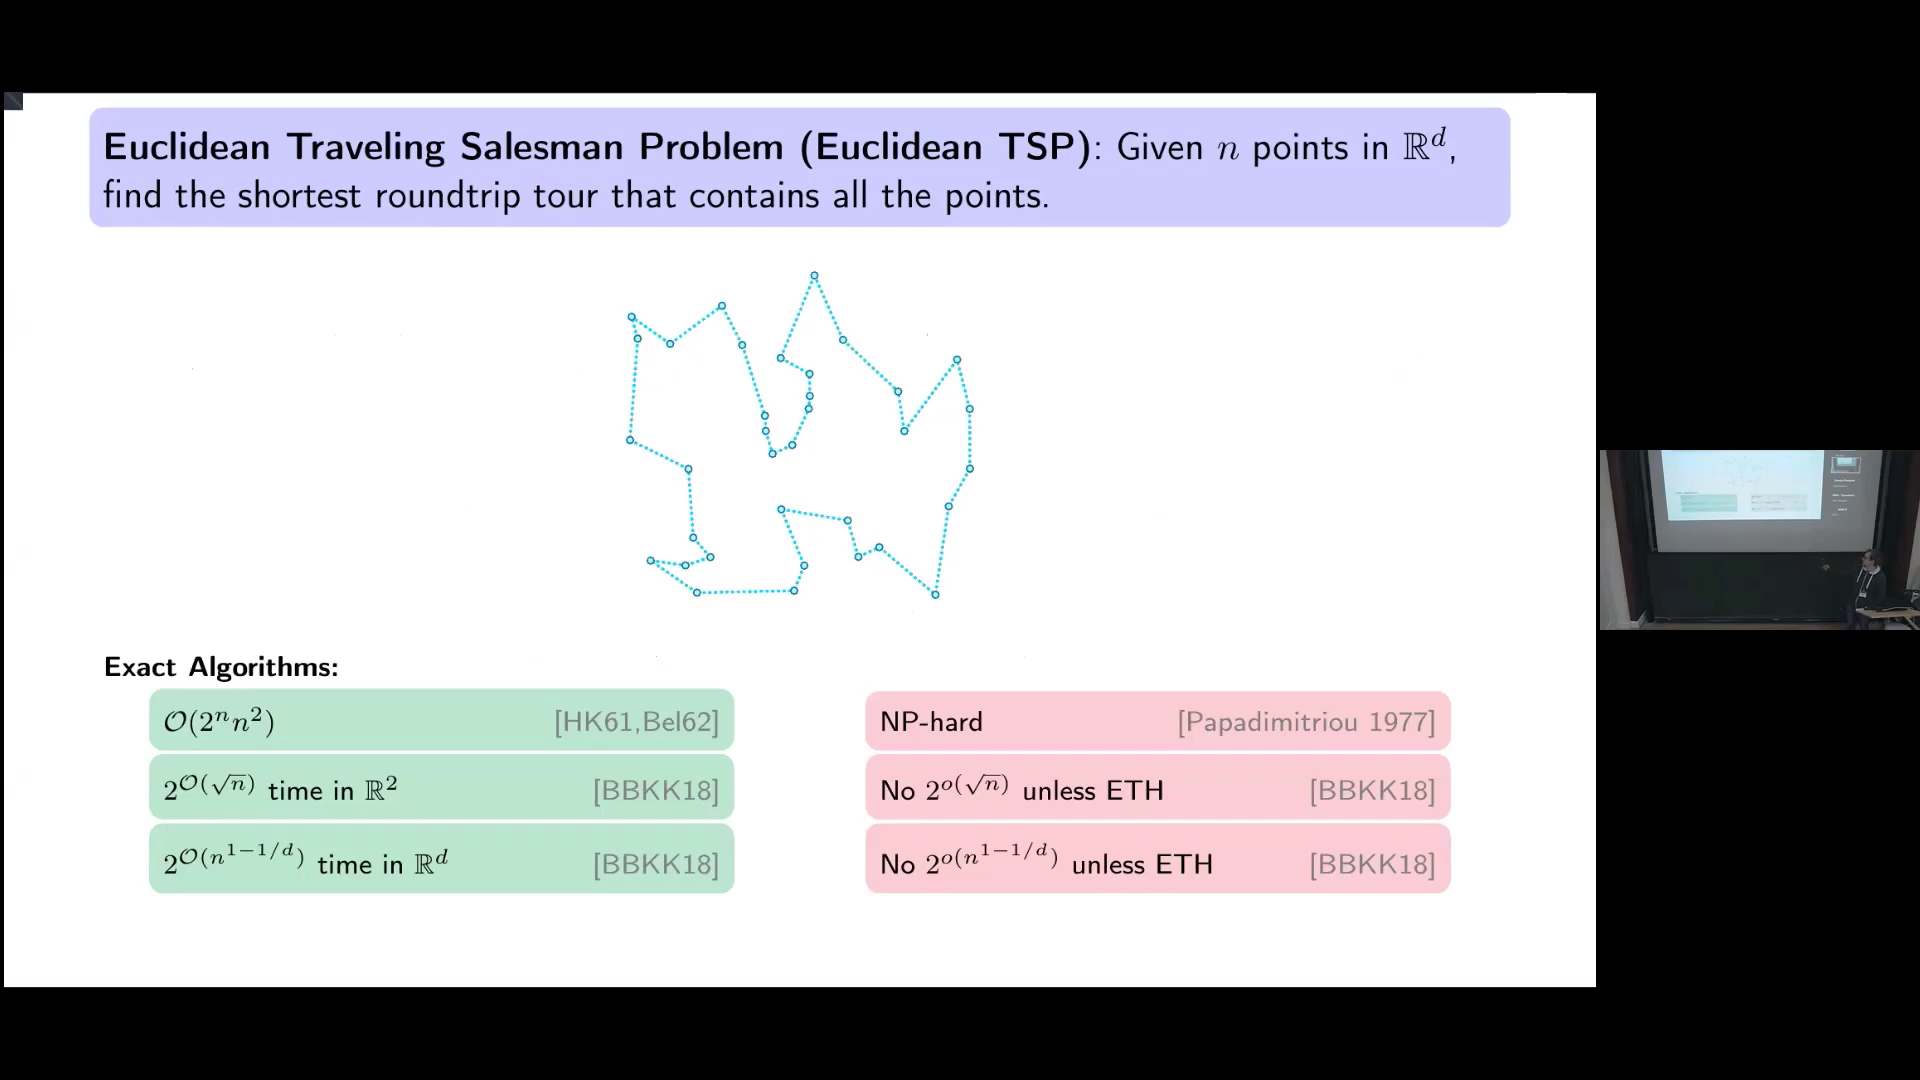 Euclidean Traveling Salesman Problem (Euclidean TSP): Given n points in ℝ^d,
find the shortest roundtrip tour that contains all the points.
Exact Algorithms:
𝒪(2^n n^2) [HK61,Bel62]
2^{𝒪(√n)} time in ℝ^2 [BBKK18]
2^{𝒪(n^{1−1/d})} time in ℝ^d [BBKK18]
NP-hard [Papadimitriou 1977]
No 2^{o(√n)} unless ETH [BBKK18]
No 2^{o(n^{1−1/d})} unless ETH [BBKK18]